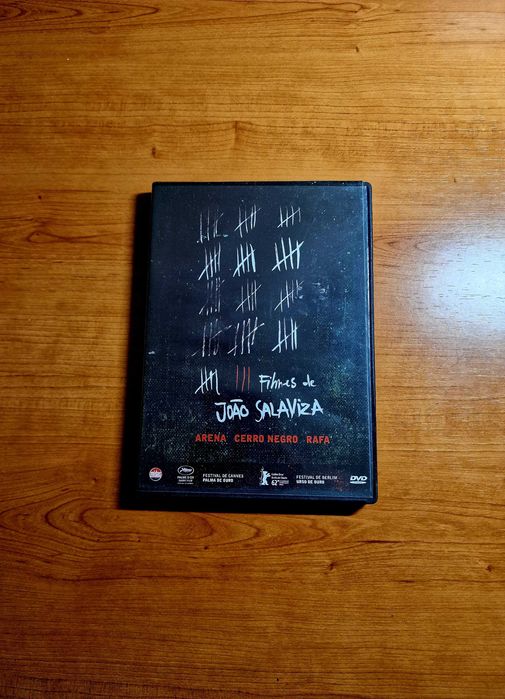 III Filmes de
JOÃO SALAVIZA
ARENA CERRO NEGRO RAFA
FESTIVAL DE CANNES
PALMA DE OURO
FESTIVAL DE BERLIM
URSO DE OURO
DVD